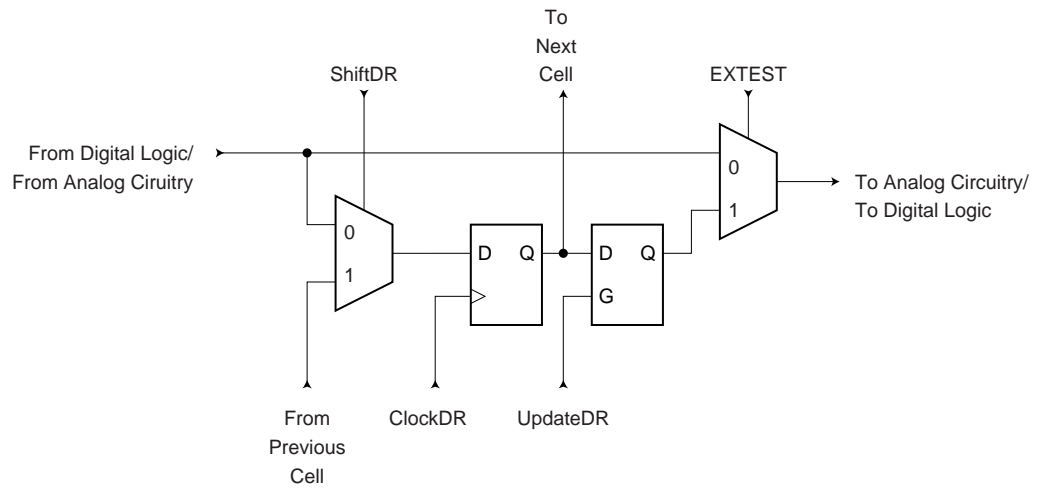 To
Next
Cell
ShiftDR
EXTEST
From Digital Logic/
From Analog Ciruitry
0
1
To Analog Circuitry/
To Digital Logic
0
1
D Q
D Q
G
From
Previous
Cell
ClockDR
UpdateDR